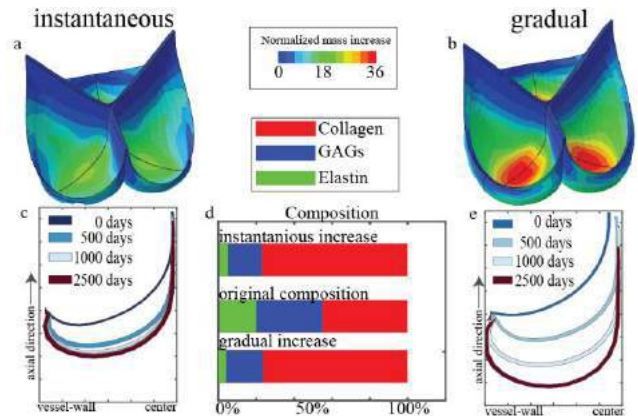 instantaneous
gradual
a
Normalized mass increase
0 18 36
b
Collagen
GAGs
Elastin
c
0 days
500 days
1000 days
2500 days
axial direction
vessel-wall center
d
Composition
instantanious increase
original composition
gradual increase
0% 50% 100%
e
0 days
500 days
1000 days
2500 days
axial direction
vessel-wall center